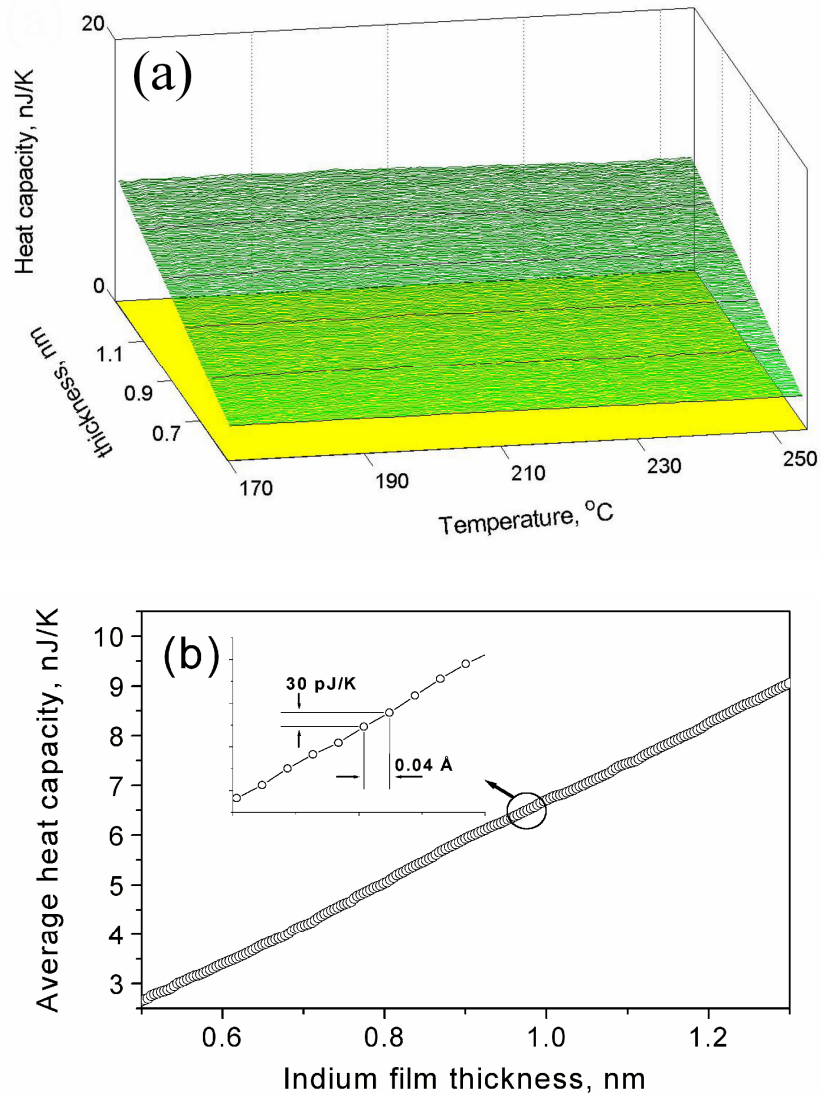 (a)
20
(a)
Heat capacity, nJ/K
0
1.1
0.9
0.7
thickness, nm
170
190
210
230
250
Temperature, °C
(b)
10
9
8
7
6
5
4
3
Average heat capacity, nJ/K
30 pJ/K
0.04 Å
0.6
0.8
1.0
1.2
Indium film thickness, nm